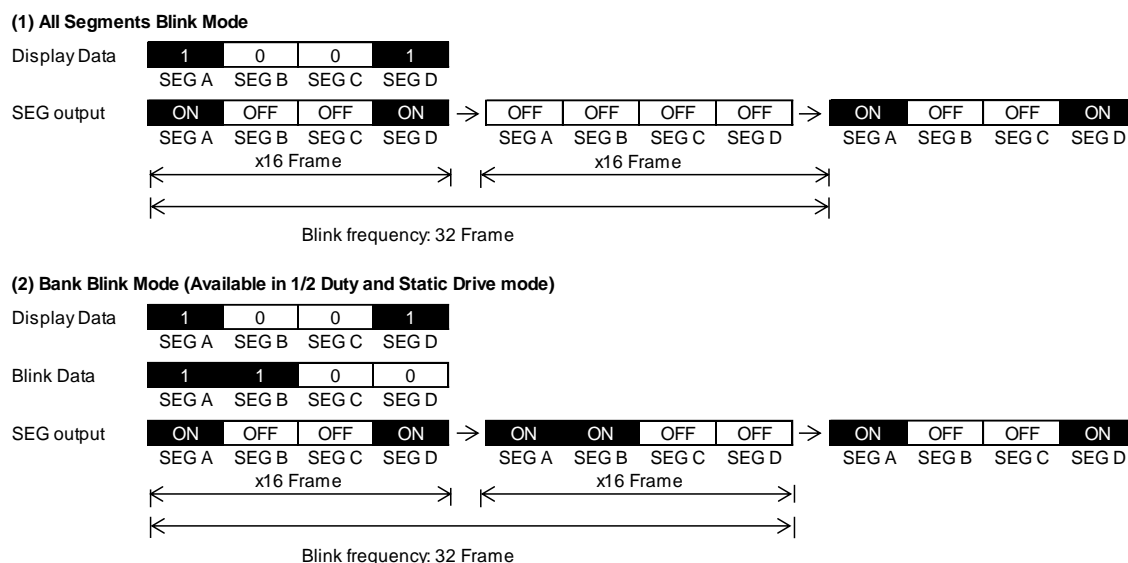 (1) All Segments Blink Mode
Display Data 1 0 0 1
SEG A SEG B SEG C SEG D
SEG output ON OFF OFF ON → OFF OFF OFF OFF → ON OFF OFF ON
SEG A SEG B SEG C SEG D SEG A SEG B SEG C SEG D SEG A SEG B SEG C SEG D
x16 Frame x16 Frame
Blink frequency: 32 Frame
(2) Bank Blink Mode (Available in 1/2 Duty and Static Drive mode)
Display Data 1 0 0 1
SEG A SEG B SEG C SEG D
Blink Data 1 1 0 0
SEG A SEG B SEG C SEG D
SEG output ON OFF OFF ON → ON ON OFF OFF → ON OFF OFF ON
SEG A SEG B SEG C SEG D SEG A SEG B SEG C SEG D SEG A SEG B SEG C SEG D
x16 Frame x16 Frame
Blink frequency: 32 Frame